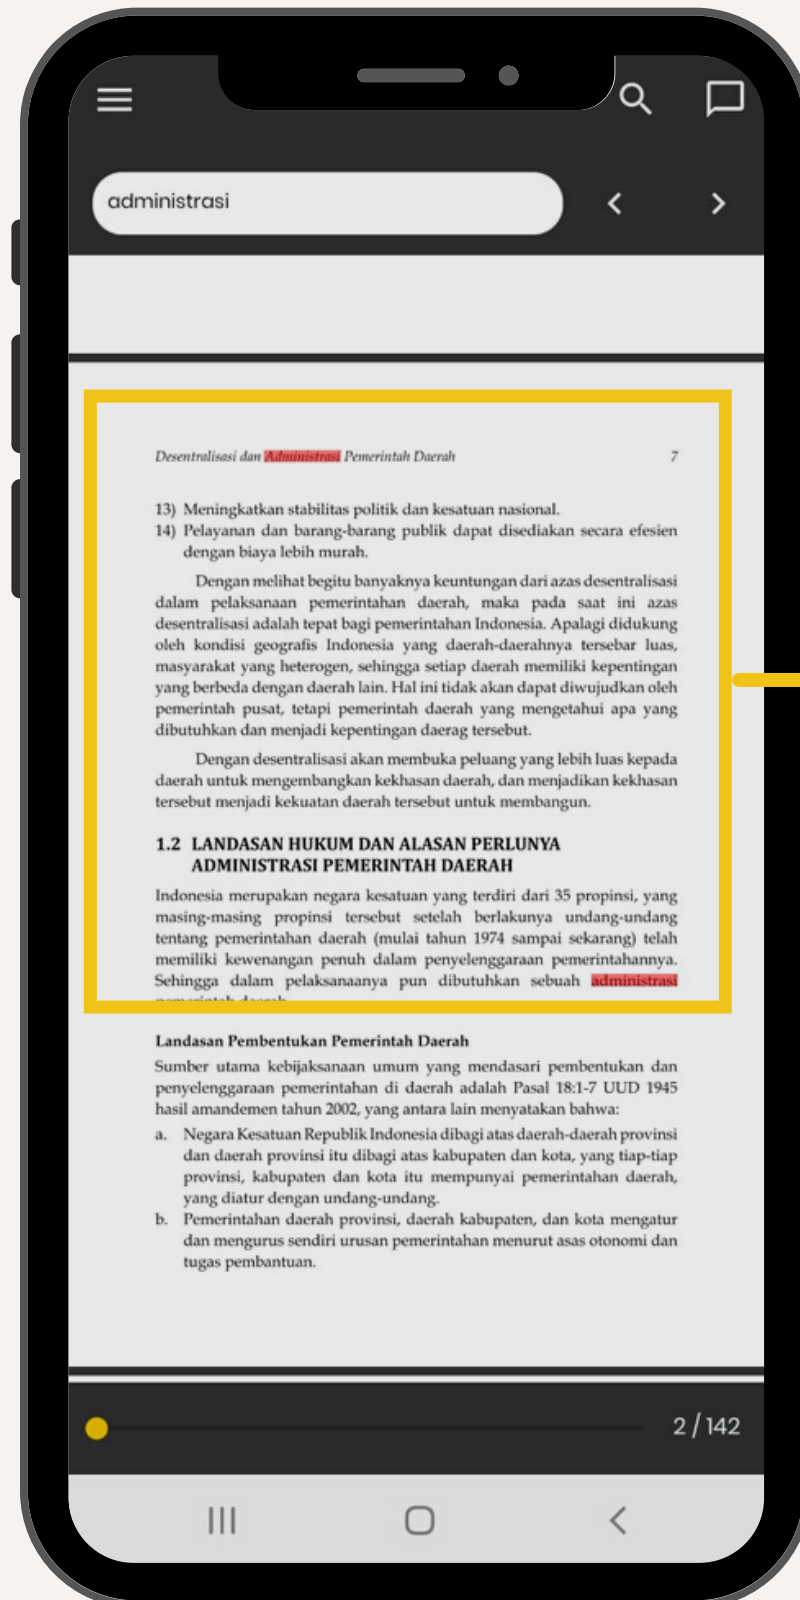 administrasi
Desentralisasi dan Administrasi Pemerintah Daerah 7
13) Meningkatkan stabilitas politik dan kesatuan nasional.
14) Pelayanan dan barang-barang publik dapat disediakan secara efesien
dengan biaya lebih murah.
Dengan melihat begitu banyaknya keuntungan dari azas desentralisasi
dalam pelaksanaan pemerintahan daerah, maka pada saat ini azas
desentralisasi adalah tepat bagi pemerintahan Indonesia. Apalagi didukung
oleh kondisi geografis Indonesia yang daerah-daerahnya tersebar luas,
masyarakat yang heterogen, sehingga setiap daerah memiliki kepentingan
yang berbeda dengan daerah lain. Hal ini tidak akan dapat diwujudkan oleh
pemerintah pusat, tetapi pemerintah daerah yang mengetahui apa yang
dibutuhkan dan menjadi kepentingan daerag tersebut.
Dengan desentralisasi akan membuka peluang yang lebih luas kepada
daerah untuk mengembangkan kekhasan daerah, dan menjadikan kekhasan
tersebut menjadi kekuatan daerah tersebut untuk membangun.
1.2 LANDASAN HUKUM DAN ALASAN PERLUNYA
ADMINISTRASI PEMERINTAH DAERAH
Indonesia merupakan negara kesatuan yang terdiri dari 35 propinsi, yang
masing-masing propinsi tersebut setelah berlakunya undang-undang
tentang pemerintahan daerah (mulai tahun 1974 sampai sekarang) telah
memiliki kewenangan penuh dalam penyelenggaraan pemerintahannya.
Sehingga dalam pelaksanaanya pun dibutuhkan sebuah administrasi
pemerintah daerah.
Landasan Pembentukan Pemerintah Daerah
Sumber utama kebijaksanaan umum yang mendasari pembentukan dan
penyelenggaraan pemerintahan di daerah adalah Pasal 18:1-7 UUD 1945
hasil amandemen tahun 2002, yang antara lain menyatakan bahwa:
a. Negara Kesatuan Republik Indonesia dibagi atas daerah-daerah provinsi
dan daerah provinsi itu dibagi atas kabupaten dan kota, yang tiap-tiap
provinsi, kabupaten dan kota itu mempunyai pemerintahan daerah,
yang diatur dengan undang-undang.
b. Pemerintahan daerah provinsi, daerah kabupaten, dan kota mengatur
dan mengurus sendiri urusan pemerintahan menurut asas otonomi dan
tugas pembantuan.
2 / 142